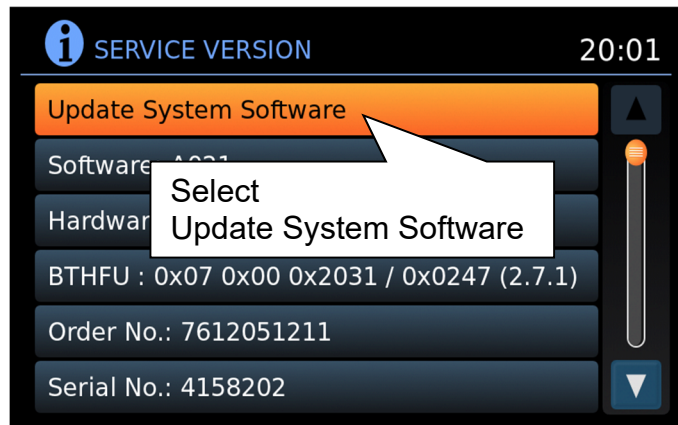 SERVICE VERSION 20:01
Update System Software
Software
Select
Update System Software
BTHFU : 0x07 0x00 0x2031 / 0x0247 (2.7.1)
Order No.: 7612051211
Serial No.: 4158202